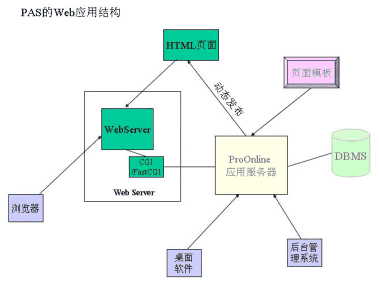 PAS的Web应用结构
HTML页面
页面模板
动态发布
WebServer
CGI
/FastCGI
Web Server
ProOnline
应用服务器
DBMS
浏览器
桌面
软件
后台管
理系统